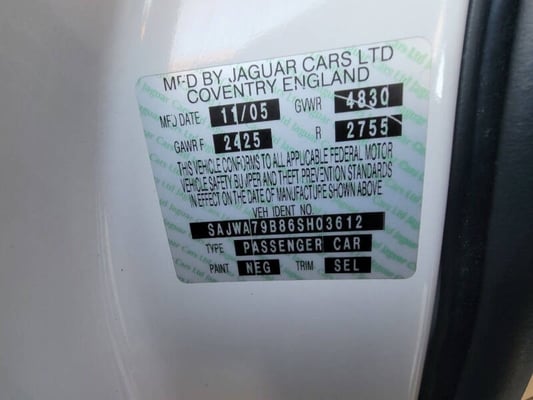 MFD BY JAGUAR CARS LTD
COVENTRY ENGLAND
MFD DATE 11/05 GVWR 4830
GAWR F 2425 R 2755
THIS VEHICLE CONFORMS TO ALL APPLICABLE FEDERAL MOTOR
VEHICLE SAFETY BUMPER AND THEFT PREVENTION STANDARDS
IN EFFECT ON THE DATE OF MANUFACTURE SHOWN ABOVE
VEH IDENT NO.
SAJWA79B86SH03612
TYPE PASSENGER CAR
PAINT NEG TRIM SEL